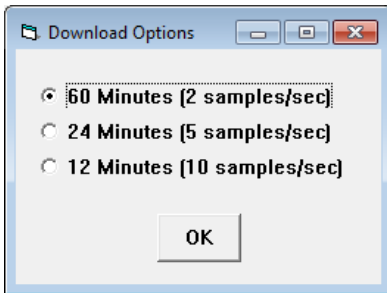 Download Options
60 Minutes (2 samples/sec)
24 Minutes (5 samples/sec)
12 Minutes (10 samples/sec)
OK